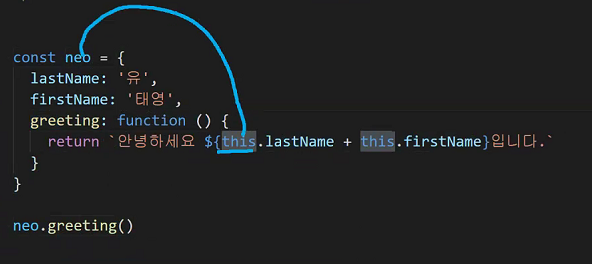 const neo = {
lastName: '유',
firstName: '태영',
greeting: function () {
return `안녕하세요 ${this.lastName + this.firstName}입니다.`
}
}
neo.greeting()